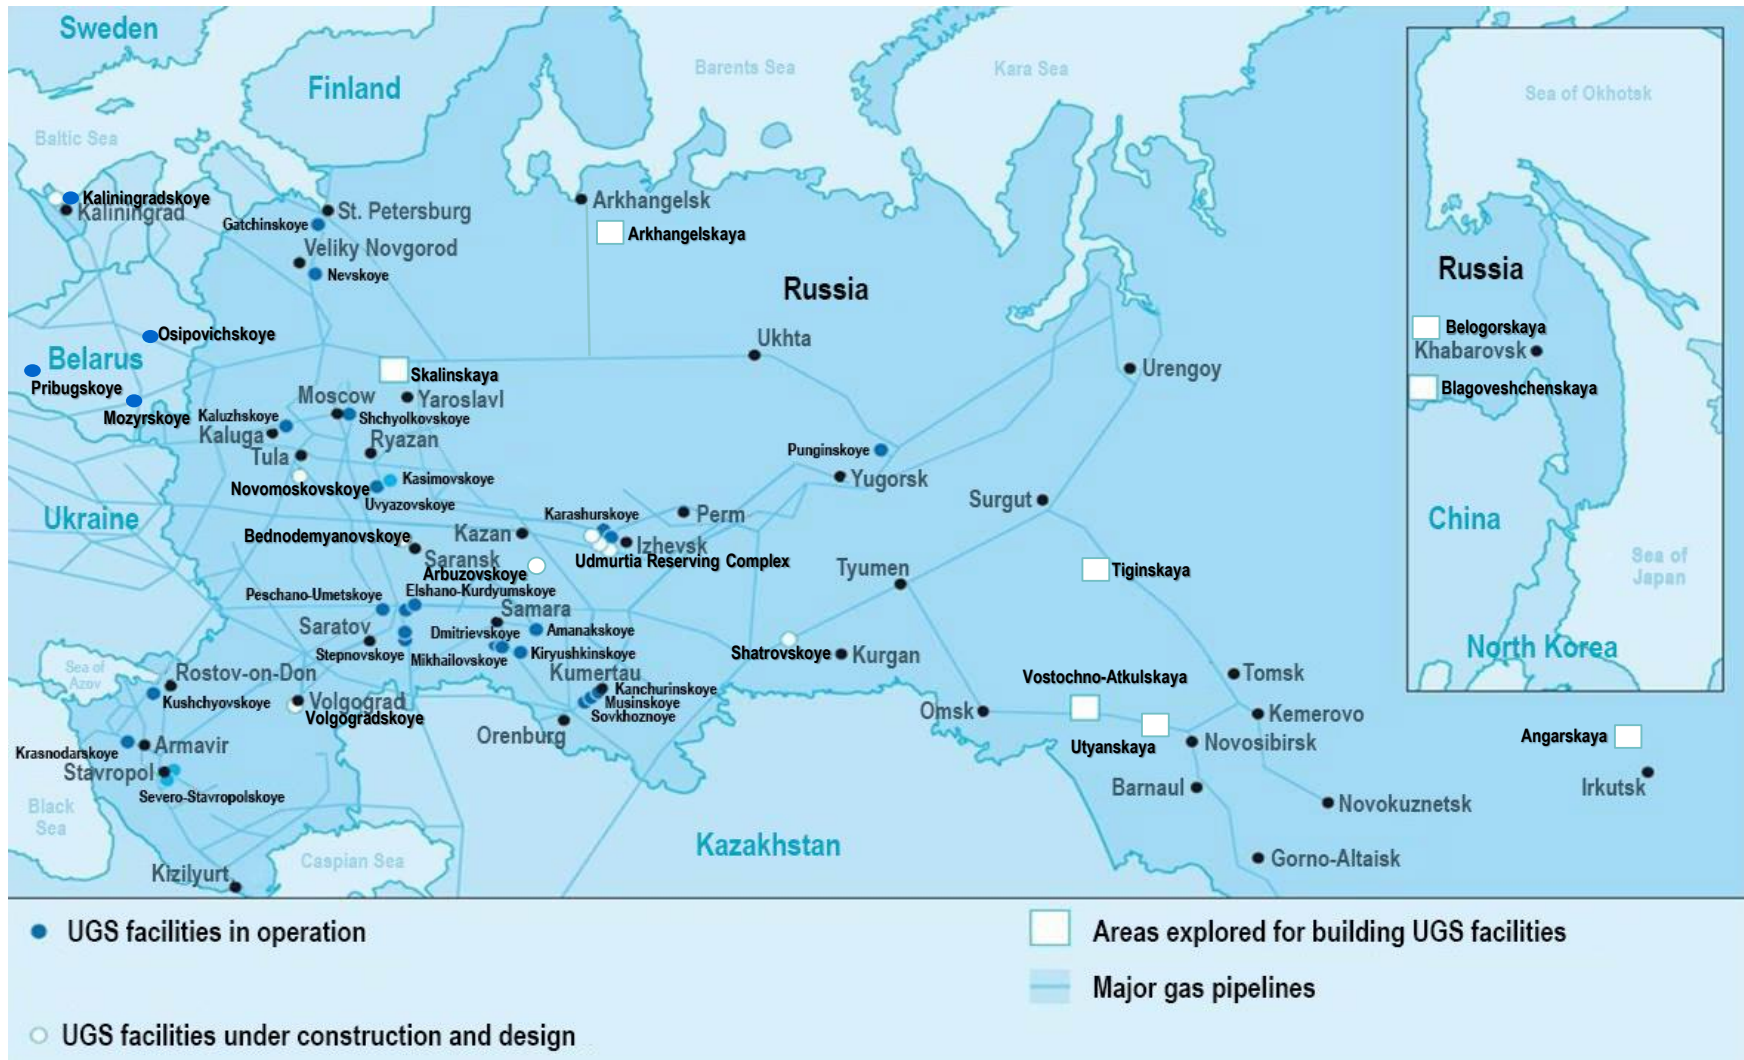 Sweden
Finland
Barents Sea
Kara Sea
Sea of Okhotsk
Baltic Sea
Kaliningradskoye
Kaliningrad
Arkhangelsk
St. Petersburg
Gatchinskoye
Arkhangelskaya
Veliky Novgorod
Nevskoye
Russia
Russia
Osipovichskoye
Belogorskaya
Ukhta
Khabarovsk
Belarus
Urengoy
Skalinskaya
Pribugskoye
Blagoveshchenskaya
Moscow
Yaroslavl
Mozyrskoye
Kaluzhskoye
Shchyolkovskoye
Kaluga
Ryazan
Tula
Punginskoye
Kasimovskoye
Yugorsk
Novomoskovskoye
Surgut
Uvyazovskoye
Ukraine
Karashurskoye
Perm
China
Bednodemyanovskoye
Kazan
Izhevsk
Saransk
Udmurtia Reserving Complex
Sea of
Japan
Arbuzovskoye
Tyumen
Tiginskaya
Peschano-Umetskoye
Elshano-Kurdyumskoye
Samara
Saratov
Dmitrievskoye
Amanakskoye
Stepnovskoye
Mikhailovskoye
Kiryushkinskoye
Shatrovskoye
Kurgan
North Korea
Sea of
Azov
Rostov-on-Don
Kumertau
Tomsk
Vostochno-Atkulskaya
Kushchyovskoye
Volgograd
Kanchurinskoye
Musinskoye
Volgogradskoye
Sovkhoznoye
Omsk
Kemerovo
Orenburg
Angarskaya
Krasnodarskoye
Armavir
Utyanskaya
Novosibirsk
Stavropol
Irkutsk
Barnaul
Severo-Stavropolskoye
Novokuznetsk
Black
Sea
Kazakhstan
Caspian Sea
Gorno-Altaisk
Kizilyurt
UGS facilities in operation
Areas explored for building UGS facilities
Major gas pipelines
UGS facilities under construction and design